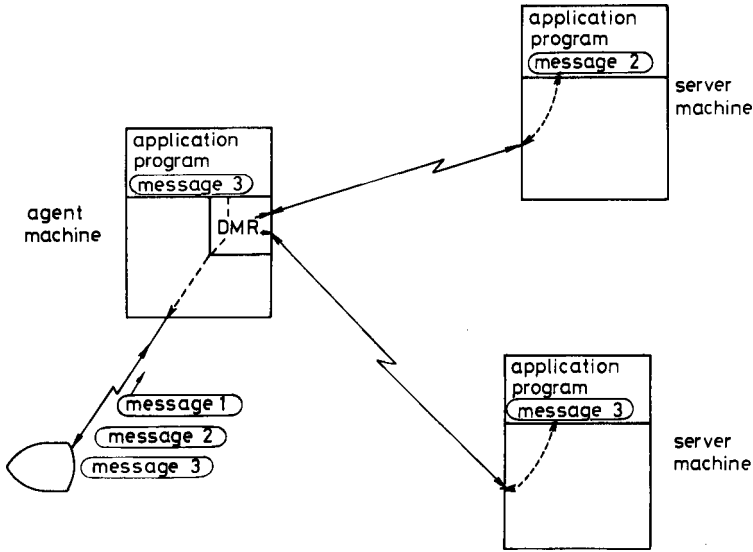 application
program
message 2
server
machine
application
program
message 3
agent
machine
DMR
message 1
message 2
message 3
application
program
message 3
server
machine